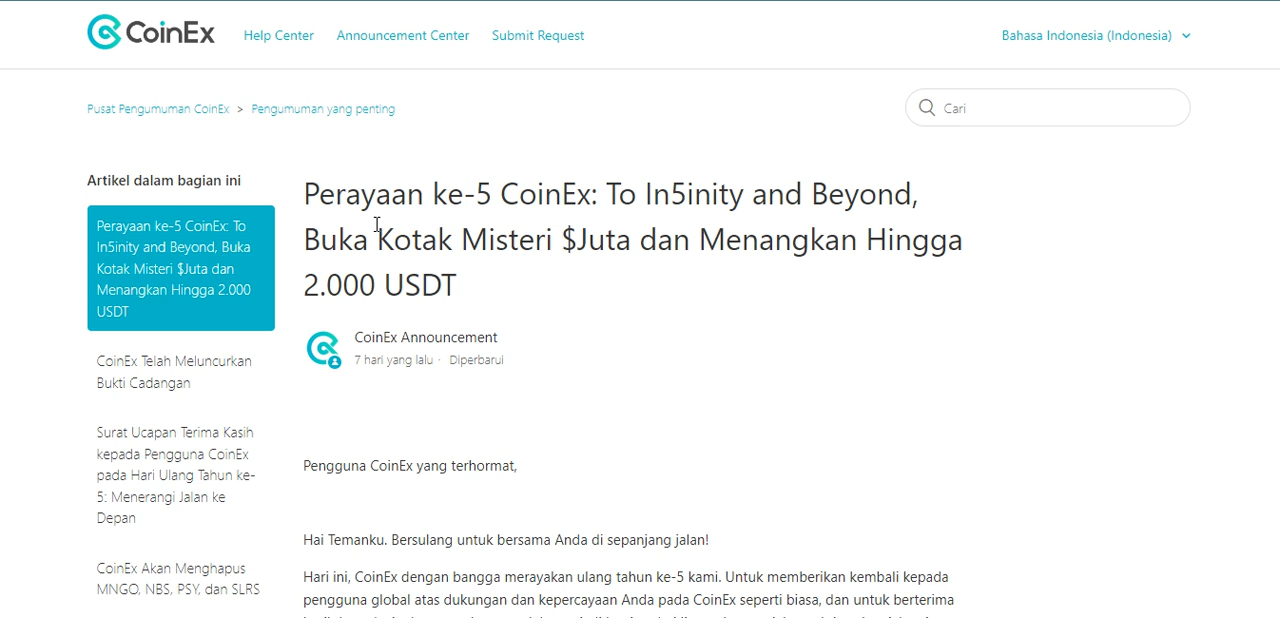 CoinEx
Help Center
Announcement Center
Submit Request
Bahasa Indonesia (Indonesia)
Pusat Pengumuman CoinEx > Pengumuman yang penting
Cari
Artikel dalam bagian ini
Perayaan ke-5 CoinEx: To
In5inity and Beyond, Buka
Kotak Misteri $Juta dan
Menangkan Hingga 2.000
USDT
CoinEx Telah Meluncurkan
Bukti Cadangan
Surat Ucapan Terima Kasih
kepada Pengguna CoinEx
pada Hari Ulang Tahun ke-
5: Menerangi Jalan ke
Depan
CoinEx Akan Menghapus
MNGO, NBS, PSY, dan SLRS
Perayaan ke-5 CoinEx: To In5inity and Beyond,
Buka Kotak Misteri $Juta dan Menangkan Hingga
2.000 USDT
CoinEx Announcement
7 hari yang lalu · Diperbarui
Pengguna CoinEx yang terhormat,
Hai Temanku. Bersulang untuk bersama Anda di sepanjang jalan!
Hari ini, CoinEx dengan bangga merayakan ulang tahun ke-5 kami. Untuk memberikan kembali kepada
pengguna global atas dukungan dan kepercayaan Anda pada CoinEx seperti biasa, dan untuk berterima